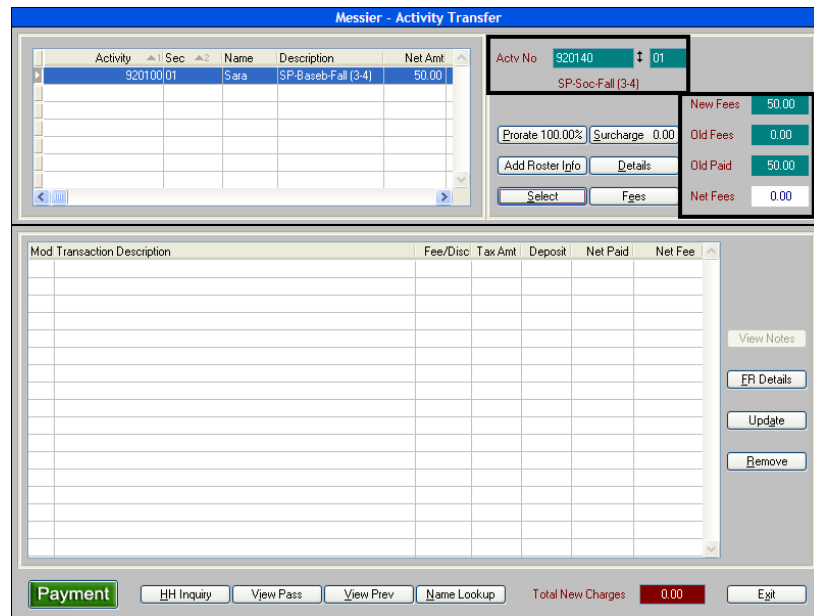 Messier - Activity Transfer
Activity 1 Sec 2 Name Description Net Amt
920100 01 Sara SP-Baseb-Fall (3-4) 50.00
Actv No 920140 01
SP-Soc-Fall (3-4)
New Fees 50.00
Prorate 100.00% Surcharge 0.00 Old Fees 0.00
Add Roster Info Details Old Paid 50.00
Select Fees Net Fees 0.00
Mod Transaction Description Fee/Disc Tax Amt Deposit Net Paid Net Fee
View Notes
FR Details
Update
Remove
Payment HH Inquiry View Pass View Prev Name Lookup Total New Charges 0.00 Exit